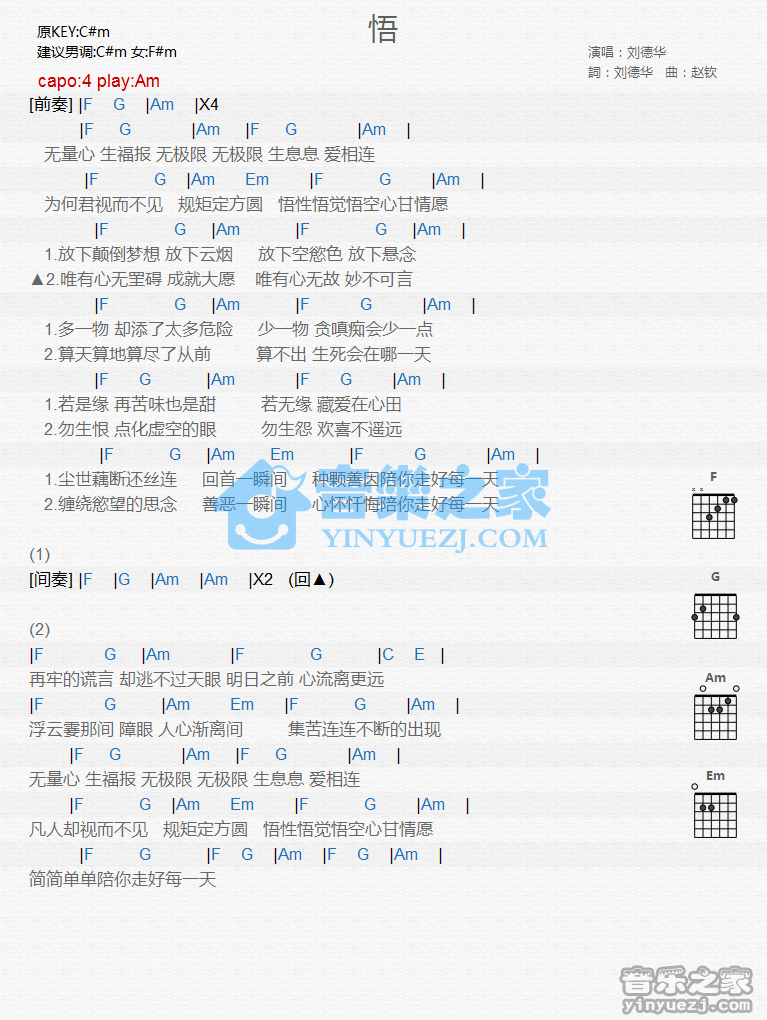 悟
原KEY:C#m
建议男调:C#m 女:F#m
演唱：刘德华
詞：刘德华 曲：赵钦
capo:4 play:Am
[前奏] |F G |Am |X4
|F G |Am |F G |Am |
无量心 生福报 无极限 无极限 生息息 爱相连
|F G |Am Em |F G |Am |
为何君视而不见 规矩定方圆 悟性悟觉悟空心甘情愿
|F G |Am |F G |Am |
1.放下颠倒梦想 放下云烟 放下空慾色 放下悬念
▲2.唯有心无罣碍 成就大愿 唯有心无故 妙不可言
|F G |Am |F G |Am |
1.多一物 却添了太多危险 少一物 贪嗔痴会少一点
2.算天算地算尽了从前 算不出 生死会在哪一天
|F G |Am |F G |Am |
1.若是缘 再苦味也是甜 若无缘 藏爱在心田
2.勿生恨 点化虚空的眼 勿生怨 欢喜不遥远
|F G |Am Em |F G |Am |
1.尘世藕断还丝连 回首一瞬间 种颗善因陪你走好每一天
2.缠绕慾望的思念 善恶一瞬间 心怀忏悔陪你走好每一天
音樂之家
YINYUEZJ.COM
(1)
[间奏] |F |G |Am |Am |X2 (回▲)
(2)
|F G |Am |F G |C E |
再牢的谎言 却逃不过天眼 明日之前 心流离更远
|F G |Am Em |F G |Am |
浮云霎那间 障眼 人心渐离间 集苦连连不断的出现
|F G |Am |F G |Am |
无量心 生福报 无极限 无极限 生息息 爱相连
|F G |Am Em |F G |Am |
凡人却视而不见 规矩定方圆 悟性悟觉悟空心甘情愿
|F G |F G |Am |F G |Am |
简简单单陪你走好每一天
F
x x
G
Am
Em
音乐之家
yinyuezj.com